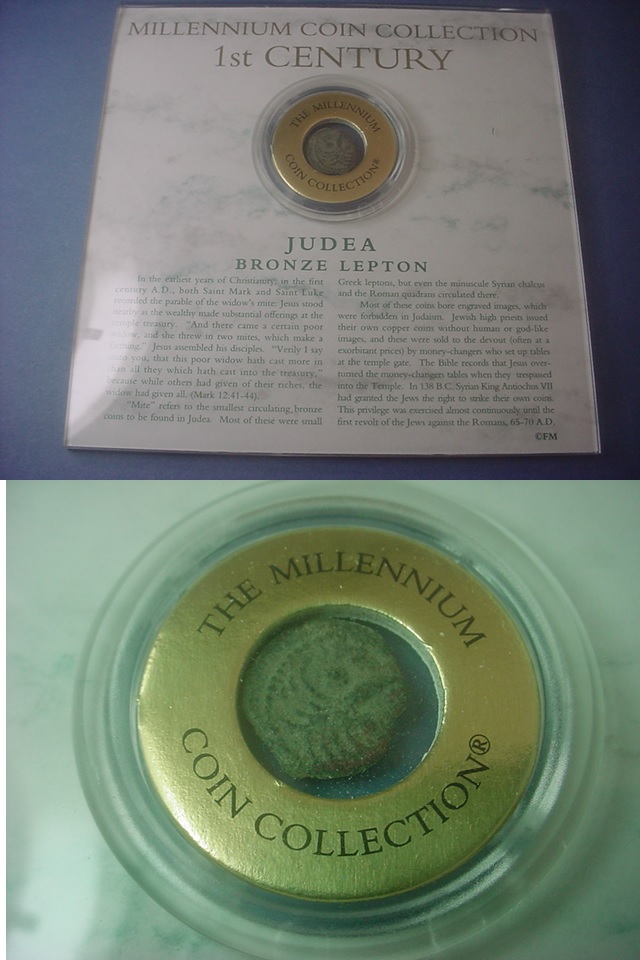 MILLENNIUM COIN COLLECTION
1st CENTURY
THE MILLENNIUM
COIN COLLECTION®
JUDEA
BRONZE LEPTON
In the earliest years of Christianity, in the first
century A.D., both Saint Mark and Saint Luke
recorded the parable of the widow's mite: Jesus stood
nearby as the wealthy made substantial offerings at the
temple treasury. "And there came a certain poor
widow, and she threw in two mites, which make a
farthing." Jesus assembled his disciples. "Verily I say
unto you, that this poor widow hath cast more in
than all they which hath cast into the treasury,"
because while others had given of their riches, the
widow had given all. (Mark 12:41-44).
"Mite" refers to the smallest circulating bronze
coins to be found in Judea. Most of these were small
Greek leptons, but even the minuscule Syrian chalcus
and the Roman quadrans circulated there.
Most of these coins bore engraved images, which
were forbidden in Judaism. Jewish high priests issued
their own copper coins without human or god-like
images, and these were sold to the devout (often at a
exorbitant prices) by money-changers who set up tables
at the temple gate. The Bible records that Jesus over-
turned the money-changers tables when they trespassed
into the Temple. In 138 B.C. Syrian King Antiochus VII
had granted the Jews the right to strike their own coins.
This privilege was exercised almost continuously until the
first revolt of the Jews against the Romans, 65-70 A.D.
©FM
THE MILLENNIUM
COIN COLLECTION®